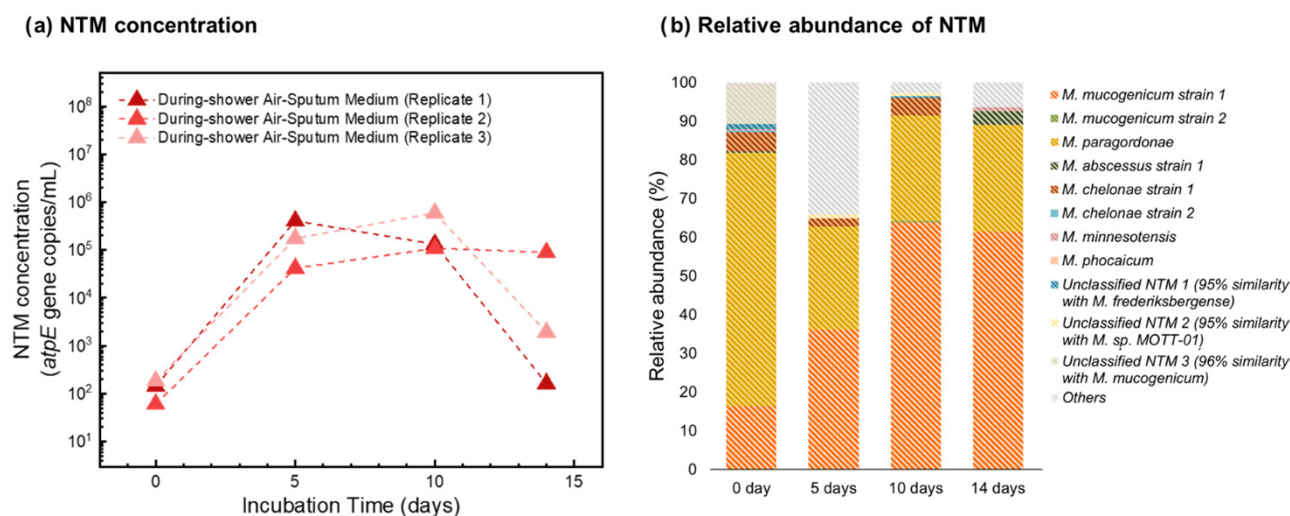 (a) NTM concentration
10⁸
10⁷
10⁶
10⁵
10⁴
10³
10²
10¹
NTM concentration
(atpE gene copies/mL)
During-shower Air-Sputum Medium (Replicate 1)
During-shower Air-Sputum Medium (Replicate 2)
During-shower Air-Sputum Medium (Replicate 3)
0
5
10
15
Incubation Time (days)
(b) Relative abundance of NTM
100
90
80
70
60
50
40
30
20
10
0
Relative abundance (%)
0 day
5 days
10 days
14 days
M. mucogenicum strain 1
M. mucogenicum strain 2
M. paragordonae
M. abscessus strain 1
M. chelonae strain 1
M. chelonae strain 2
M. minnesotensis
M. phocaicum
Unclassified NTM 1 (95% similarity
with M. frederiksbergense)
Unclassified NTM 2 (95% similarity
with M. sp. MOTT-01)
Unclassified NTM 3 (96% similarity
with M. mucogenicum)
Others